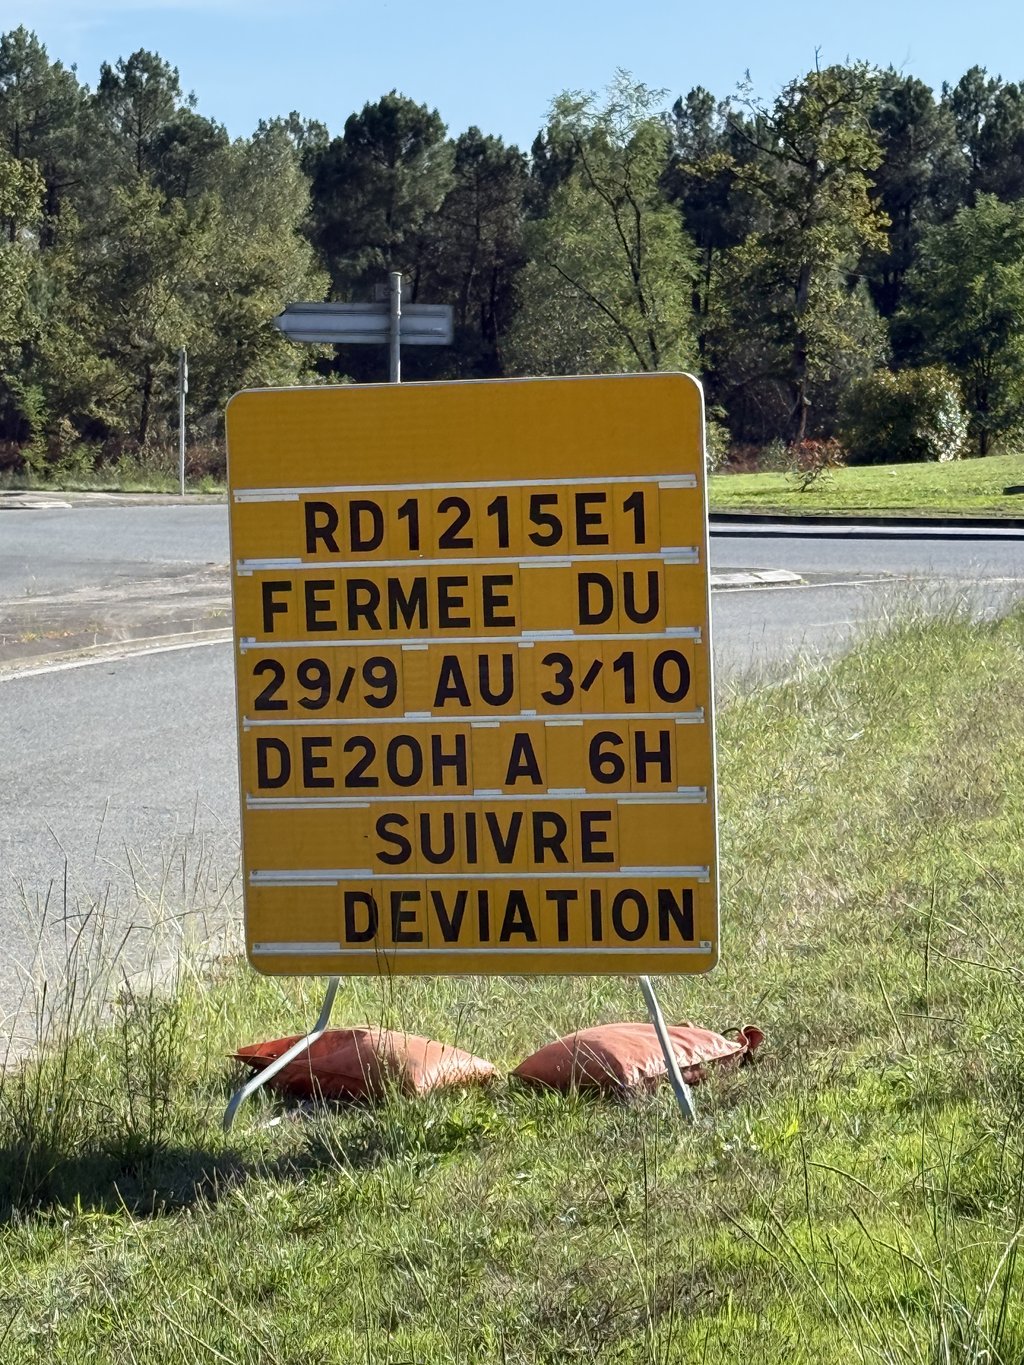 RD1215E1
FERMEE DU
29/9 AU 3/10
DE20H A 6H
SUIVRE
DEVIATION